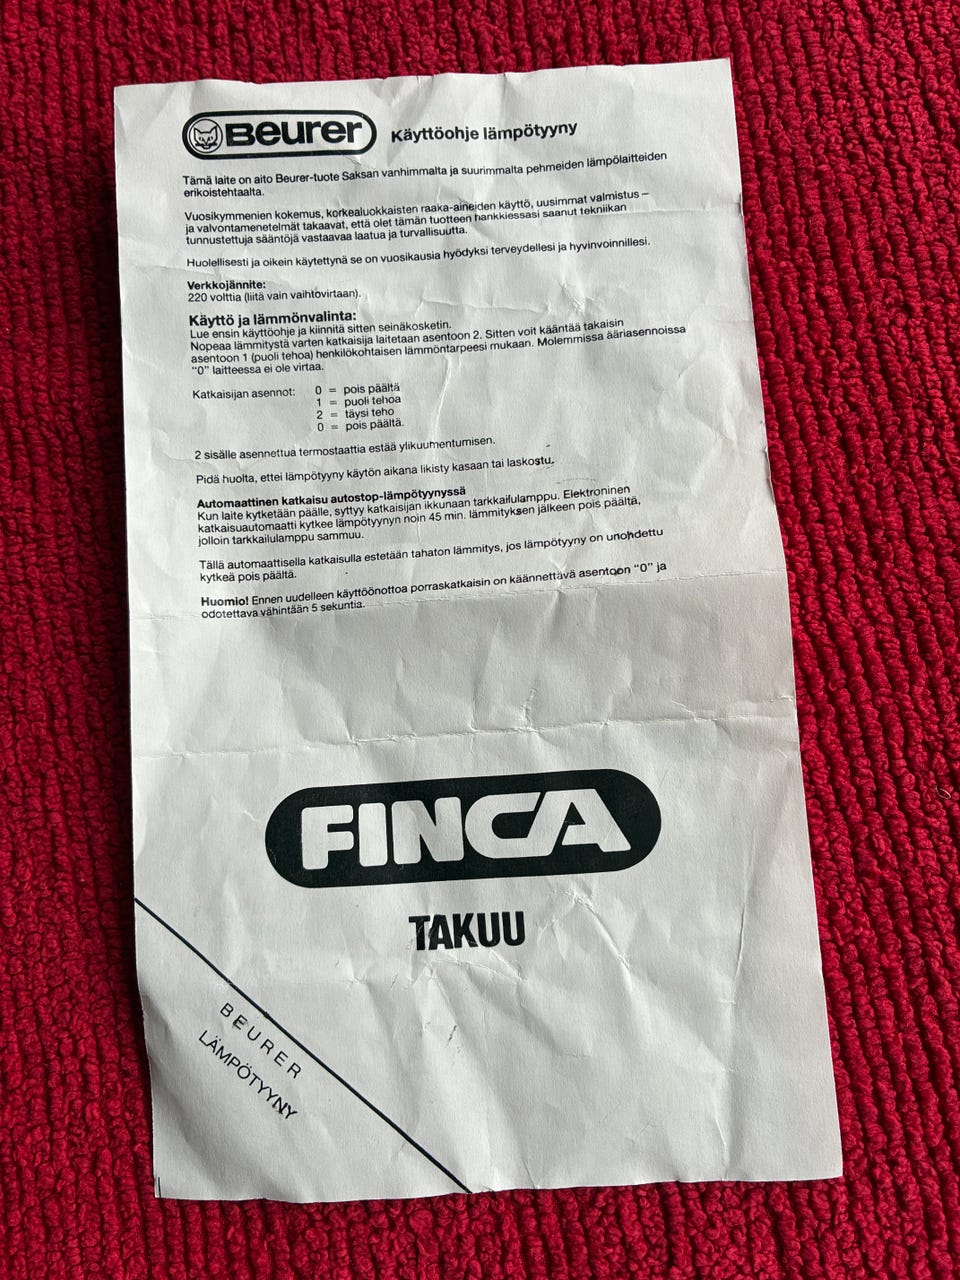 Beurer Käyttöohje lämpötyyny
Tämä laite on aito Beurer-tuote Saksan vanhimmalta ja suurimmalta pehmeiden lämpölaitteiden
erikoistehtaalta.
Vuosikymmenien kokemus, korkealuokkaisten raaka-aineiden käyttö, uusimmat valmistus –
ja valvontamenetelmät takaavat, että olet tämän tuotteen hankkiessasi saanut tekniikan
tunnustettuja sääntöjä vastaavaa laatua ja turvallisuutta.
Huolellisesti ja oikein käytettynä se on vuosikausia hyödyksi terveydellesi ja hyvinvoinnillesi.
Verkkojännite:
220 volttia (liitä vain vaihtovirtaan).
Käyttö ja lämmönvalinta:
Lue ensin käyttöohje ja kiinnitä sitten seinäkosketin.
Nopeaa lämmitystä varten katkaisija laitetaan asentoon 2. Sitten voit kääntää takaisin
asentoon 1 (puoli tehoa) henkilökohtaisen lämmöntarpeesi mukaan. Molemmissa ääriasennoissa
"0" laitteessa ei ole virtaa.
Katkaisijan asennot: 0 = pois päältä
1 = puoli tehoa
2 = täysi teho
0 = pois päältä.
2 sisälle asennettua termostaattia estää ylikuumentumisen.
Pidä huolta, ettei lämpötyyny käytön aikana likisty kasaan tai laskostu.
Automaattinen katkaisu autostop-lämpötyynyssä
Kun laite kytketään päälle, syttyy katkaisijan ikkunaan tarkkailulamppu. Elektroninen
katkaisuautomaatti kytkee lämpötyynyn noin 45 min. lämmityksen jälkeen pois päältä,
jolloin tarkkailulamppu sammuu.
Tällä automaattisella katkaisulla estetään tahaton lämmitys, jos lämpötyyny on unohdettu
kytkeä pois päältä.
Huomio! Ennen uudelleen käyttöönottoa porraskatkaisin on käännettävä asentoon "0" ja
odotettava vähintään 5 sekuntia.
FINCA
TAKUU
BEURER
LÄMPÖTYYNY